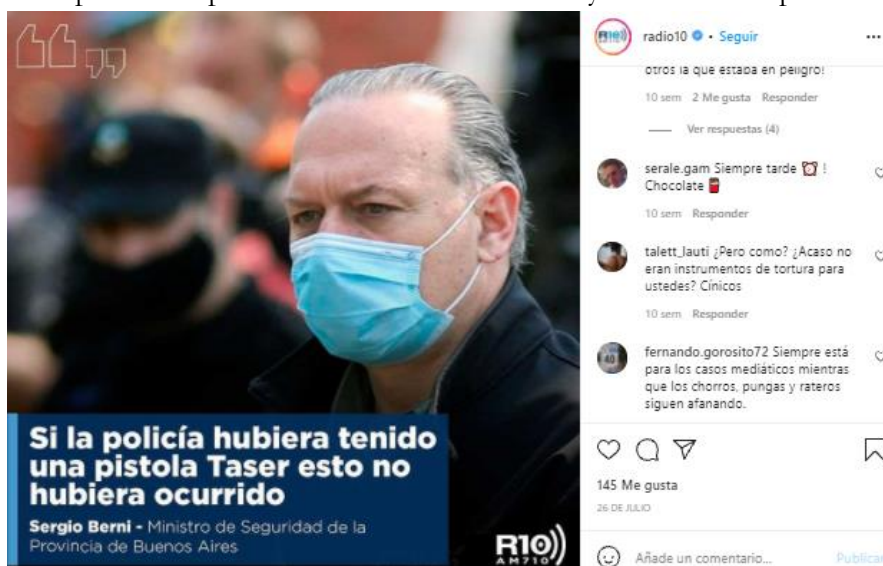 Si la policía hubiera tenido
una pistola Taser esto no
hubiera ocurrido
Sergio Berni - Ministro de Seguridad de la
Provincia de Buenos Aires
R10
AM710
radio10 • Seguir
otros la que estaba en peligro!
10 sem 2 Me gusta Responder
Ver respuestas (4)
serale.gam Siempre tarde ⏰ !
Chocolate
10 sem Responder
talett_lauti ¿Pero como? ¿Acaso no
eran instrumentos de tortura para
ustedes? Cínicos
10 sem Responder
fernando.gorosito72 Siempre está
para los casos mediáticos mientras
que los chorros, pungas y rateros
siguen afanando.
145 Me gusta
26 DE JULIO
Añade un comentario...
Publicar